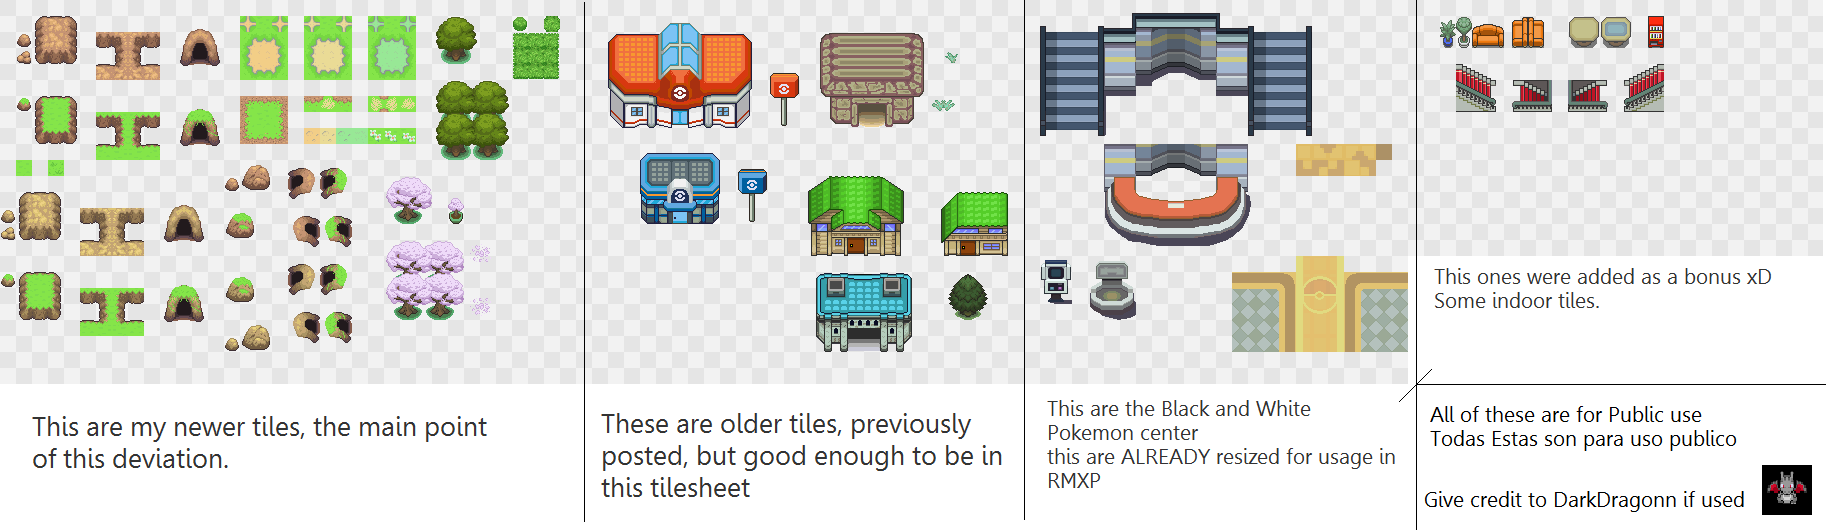 This are my newer tiles, the main point
of this deviation.
These are older tiles, previously
posted, but good enough to be in
this tilesheet
This are the Black and White
Pokemon center
this are ALREADY resized for usage in
RMXP
This ones were added as a bonus xD
Some indoor tiles.
All of these are for Public use
Todas Estas son para uso publico
Give credit to DarkDragonn if used